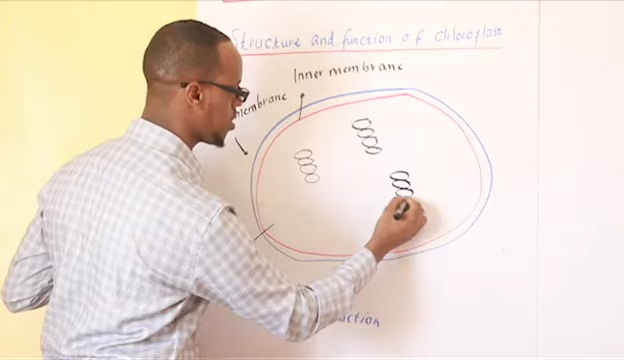 Structure and function of chloroplast
Inner membrane
membrane